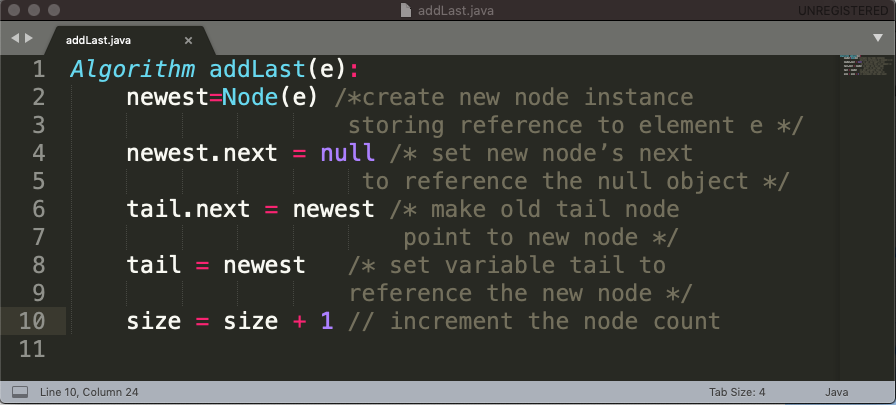 addLast.java
UNREGISTERED
addLast.java ×
1 Algorithm addLast(e):
2 newest=Node(e) /*create new node instance
3 storing reference to element e */
4 newest.next = null /* set new node’s next
5 to reference the null object */
6 tail.next = newest /* make old tail node
7 point to new node */
8 tail = newest /* set variable tail to
9 reference the new node */
10 size = size + 1 // increment the node count
11
Line 10, Column 24
Tab Size: 4
Java